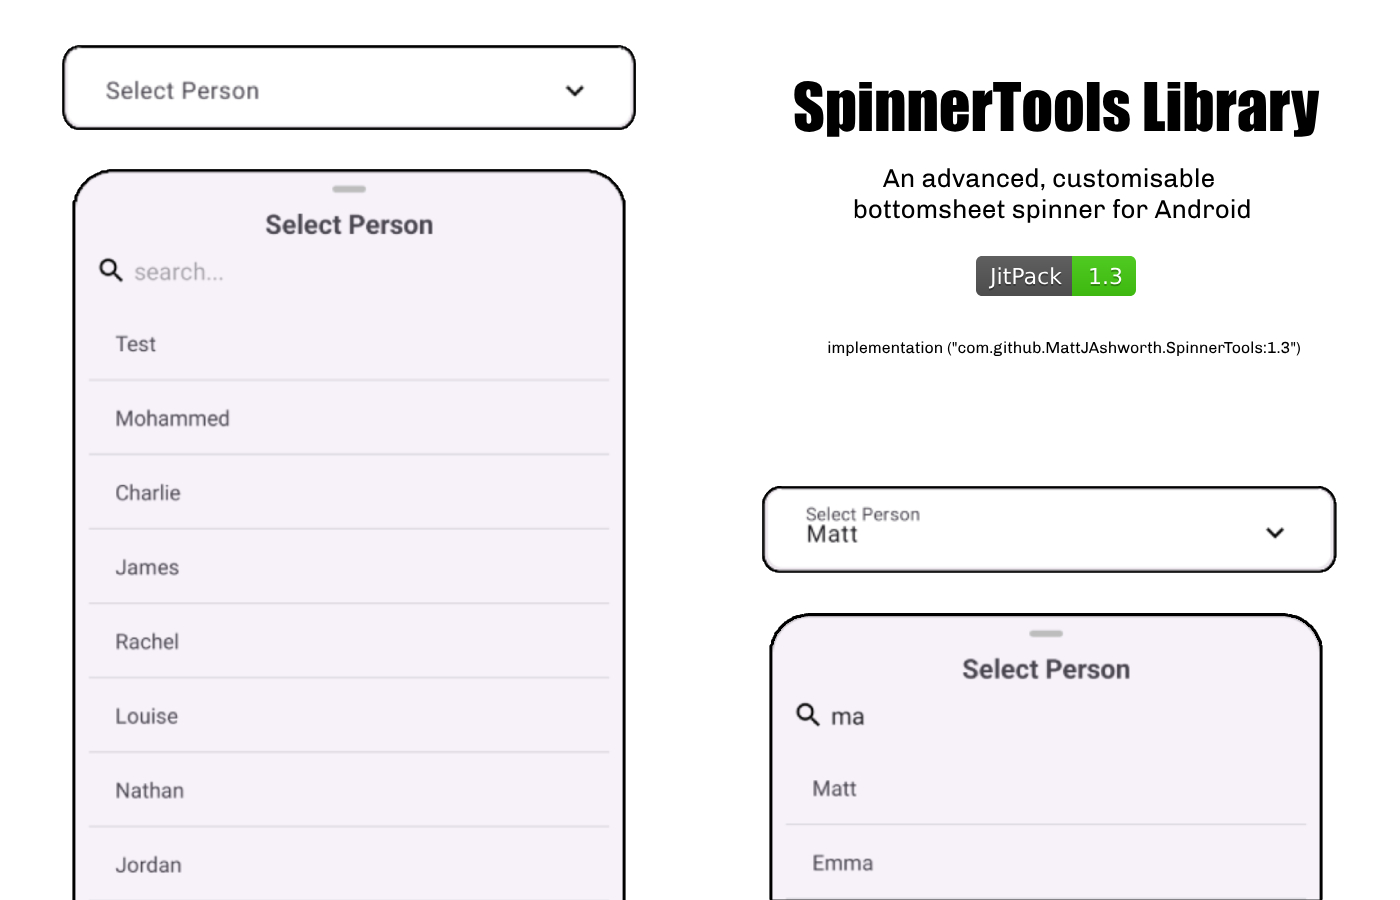 Select Person
Select Person
search...
Test
Mohammed
Charlie
James
Rachel
Louise
Nathan
Jordan
SpinnerTools Library
An advanced, customisable
bottomsheet spinner for Android
JitPack 1.3
implementation ("com.github.MattJAshworth.SpinnerTools:1.3")
Select Person
Matt
Select Person
ma
Matt
Emma